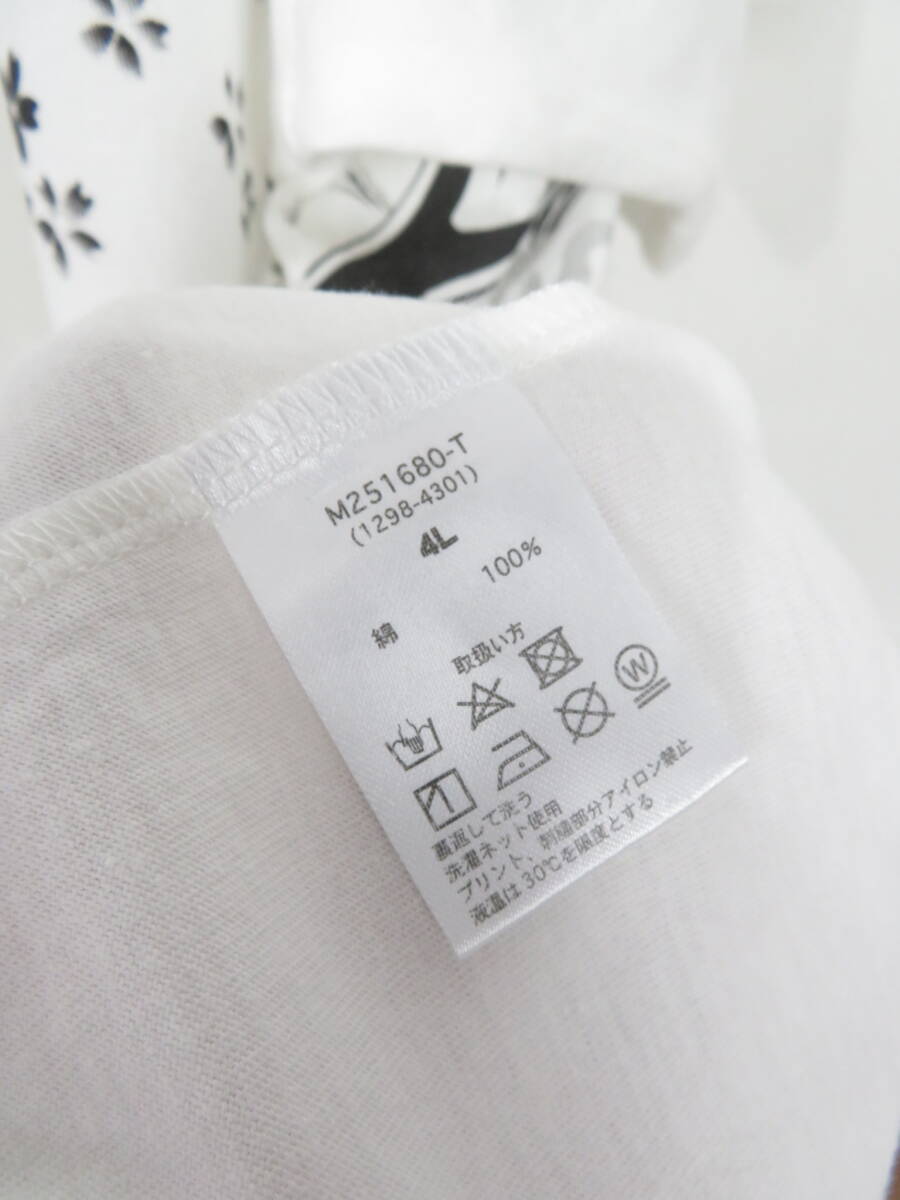 M251680-T
(1298-4301)
4L
綿 100%
取扱い方
W
裏返して洗う
洗濯ネット使用
プリント、刺繡部分アイロン禁止
液温は30℃を限度とする